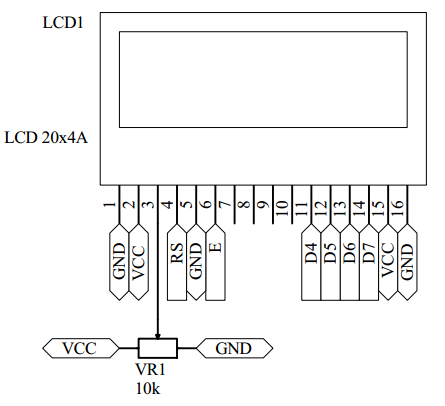 LCD1
LCD 20x4A
1 2 3 4 5 6 7 8 9 10 11 12 13 14 15 16
GND VCC RS GND E D4 D5 D6 D7 VCC GND
VCC GND
VR1
10k